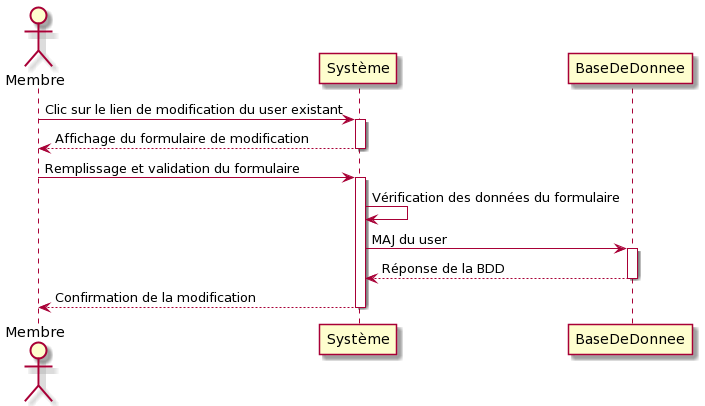 Membre
Système
BaseDeDonnee
Clic sur le lien de modification du user existant
Affichage du formulaire de modification
Remplissage et validation du formulaire
Vérification des données du formulaire
MAJ du user
Réponse de la BDD
Confirmation de la modification
Membre
Système
BaseDeDonnee